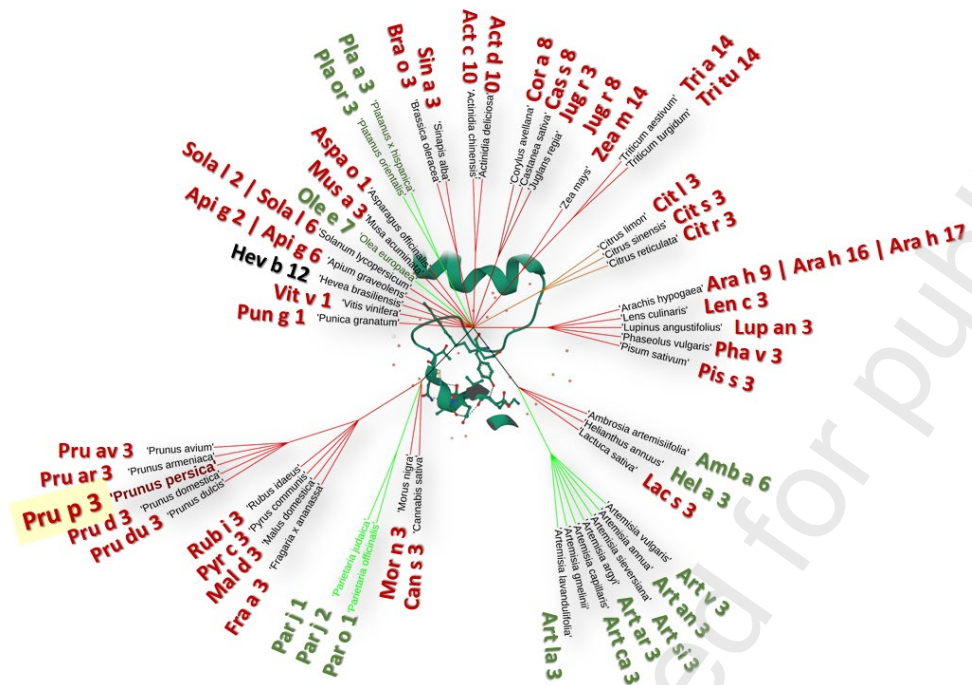 Pla a 3
Pla or 3
'Platanus x hispanica'
'Platanus orientalis'
Bra o 3
Sin a 3
'Brassica oleracea'
'Sinapis alba'
Act c 10
Act d 10
'Actinidia chinensis'
'Actinidia deliciosa'
Cor a 8
Cas s 8
Jug r 3
Jug r 8
'Corylus avellana'
'Castanea sativa'
'Juglans regia'
Zea m 14
'Zea mays'
Tri a 14
Tri tu 14
'Triticum aestivum'
'Triticum turgidum'
Cit l 3
Cit s 3
Cit r 3
'Citrus limon'
'Citrus sinensis'
'Citrus reticulata'
Ara h 9 | Ara h 16 | Ara h 17
'Arachis hypogaea'
Len c 3
'Lens culinaris'
Lup an 3
'Lupinus angustifolius'
Pha v 3
'Phaseolus vulgaris'
Pis s 3
'Pisum sativum'
Aspa o 1
'Asparagus officinalis'
Mus a 3
'Musa acuminata'
Ole e 7
'Olea europaea'
Sola l 2 | Sola l 6
'Solanum lycopersicum'
Api g 2 | Api g 6
'Apium graveolens'
Hev b 12
'Hevea brasiliensis'
Vit v 1
'Vitis vinifera'
Pun g 1
'Punica granatum'
Pru av 3
'Prunus avium'
Pru ar 3
'Prunus armeniaca'
Pru p 3
'Prunus persica'
Pru d 3
'Prunus domestica'
Pru du 3
'Prunus dulcis'
Rub i 3
'Rubus idaeus'
Pyr c 3
'Pyrus communis'
Mal d 3
'Malus domestica'
Fra a 3
'Fragaria x ananassa'
Par j 1
Par j 2
Par o 1
'Parietaria judaica'
'Parietaria officinalis'
Mor n 3
'Morus nigra'
Can s 3
'Cannabis sativa'
'Ambrosia artemisiifolia'
'Helianthus annuus'
'Lactuca sativa'
Amb a 6
Hel a 3
Lac s 3
'Artemisia vulgaris'
'Artemisia annua'
'Artemisia sieversiana'
'Artemisia argyi'
'Artemisia capillaris'
'Artemisia gmelinii'
'Artemisia lavandulifolia'
Art v 3
Art an 3
Art si 3
Art ar 3
Art ca 3
Art la 3
ed for publ